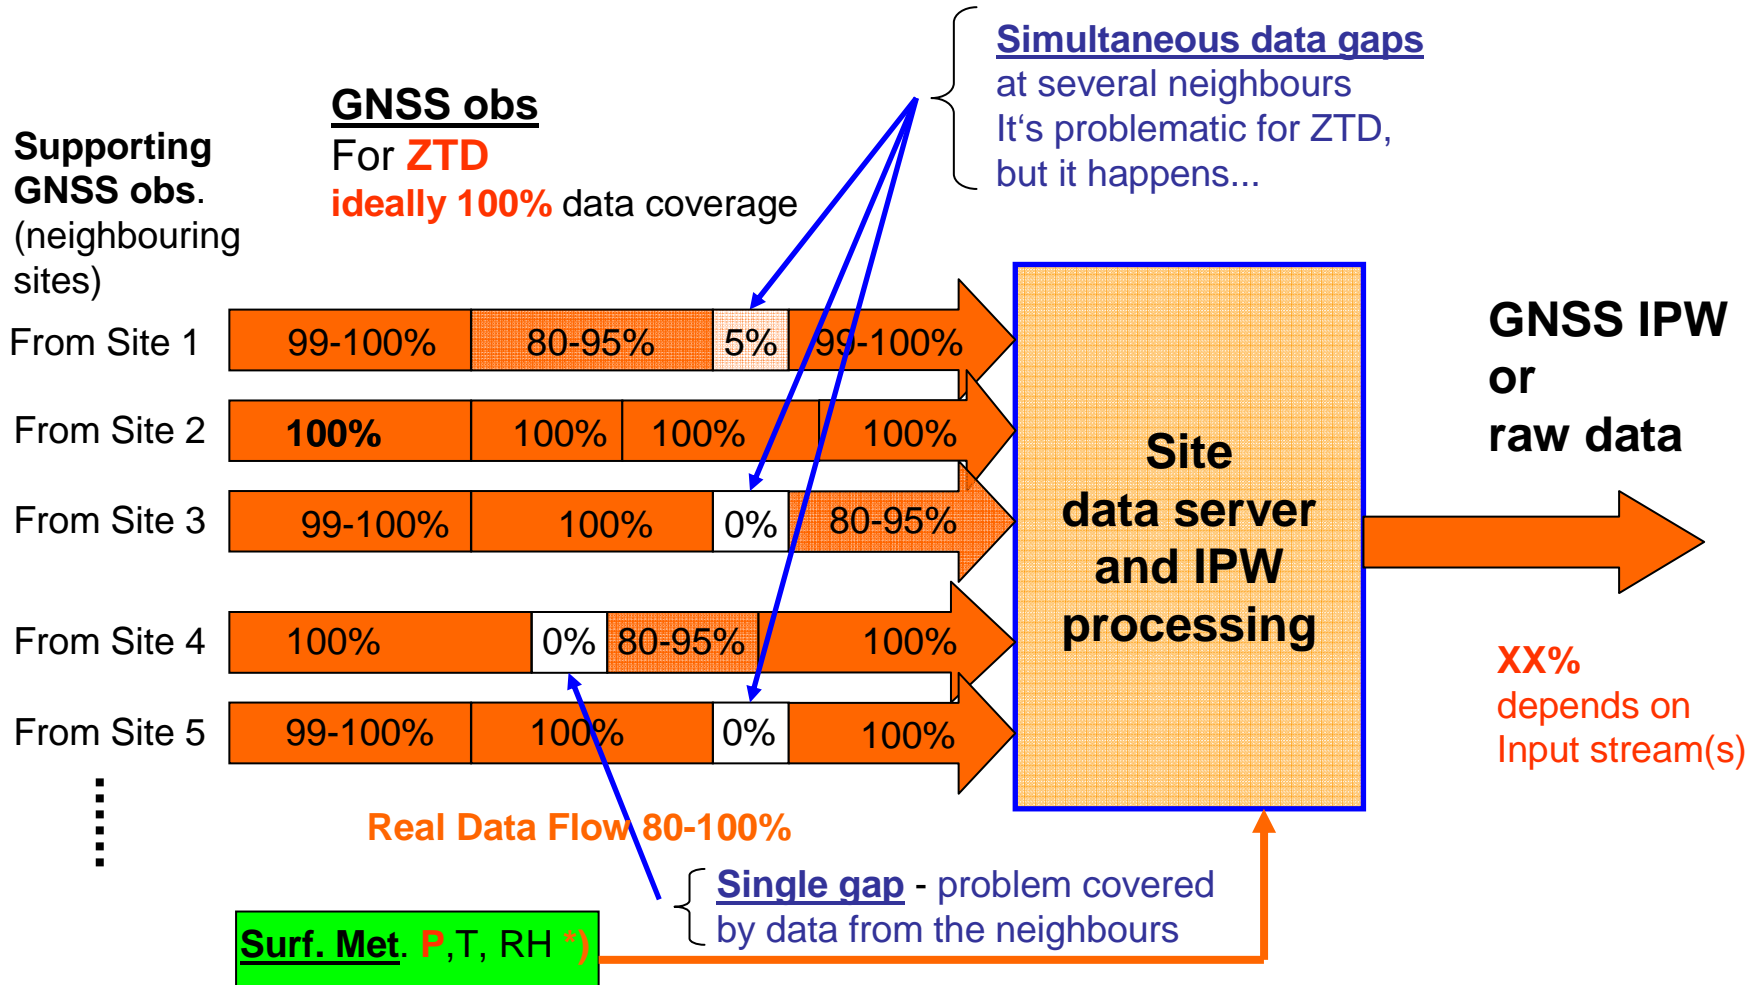 Simultaneous data gaps
at several neighbours
It‘s problematic for ZTD,
but it happens...
GNSS obs
For ZTD
ideally 100% data coverage
Supporting
GNSS obs.
(neighbouring
sites)
From Site 1
99-100%
80-95%
5%
99-100%
From Site 2
100%
100%
100%
100%
From Site 3
99-100%
100%
0%
80-95%
From Site 4
100%
0%
80-95%
100%
From Site 5
99-100%
100%
0%
100%
Site
data server
and IPW
processing
GNSS IPW
or
raw data
XX%
depends on
Input stream(s)
Real Data Flow 80-100%
Single gap - problem covered
by data from the neighbours
Surf. Met. P,T, RH *)